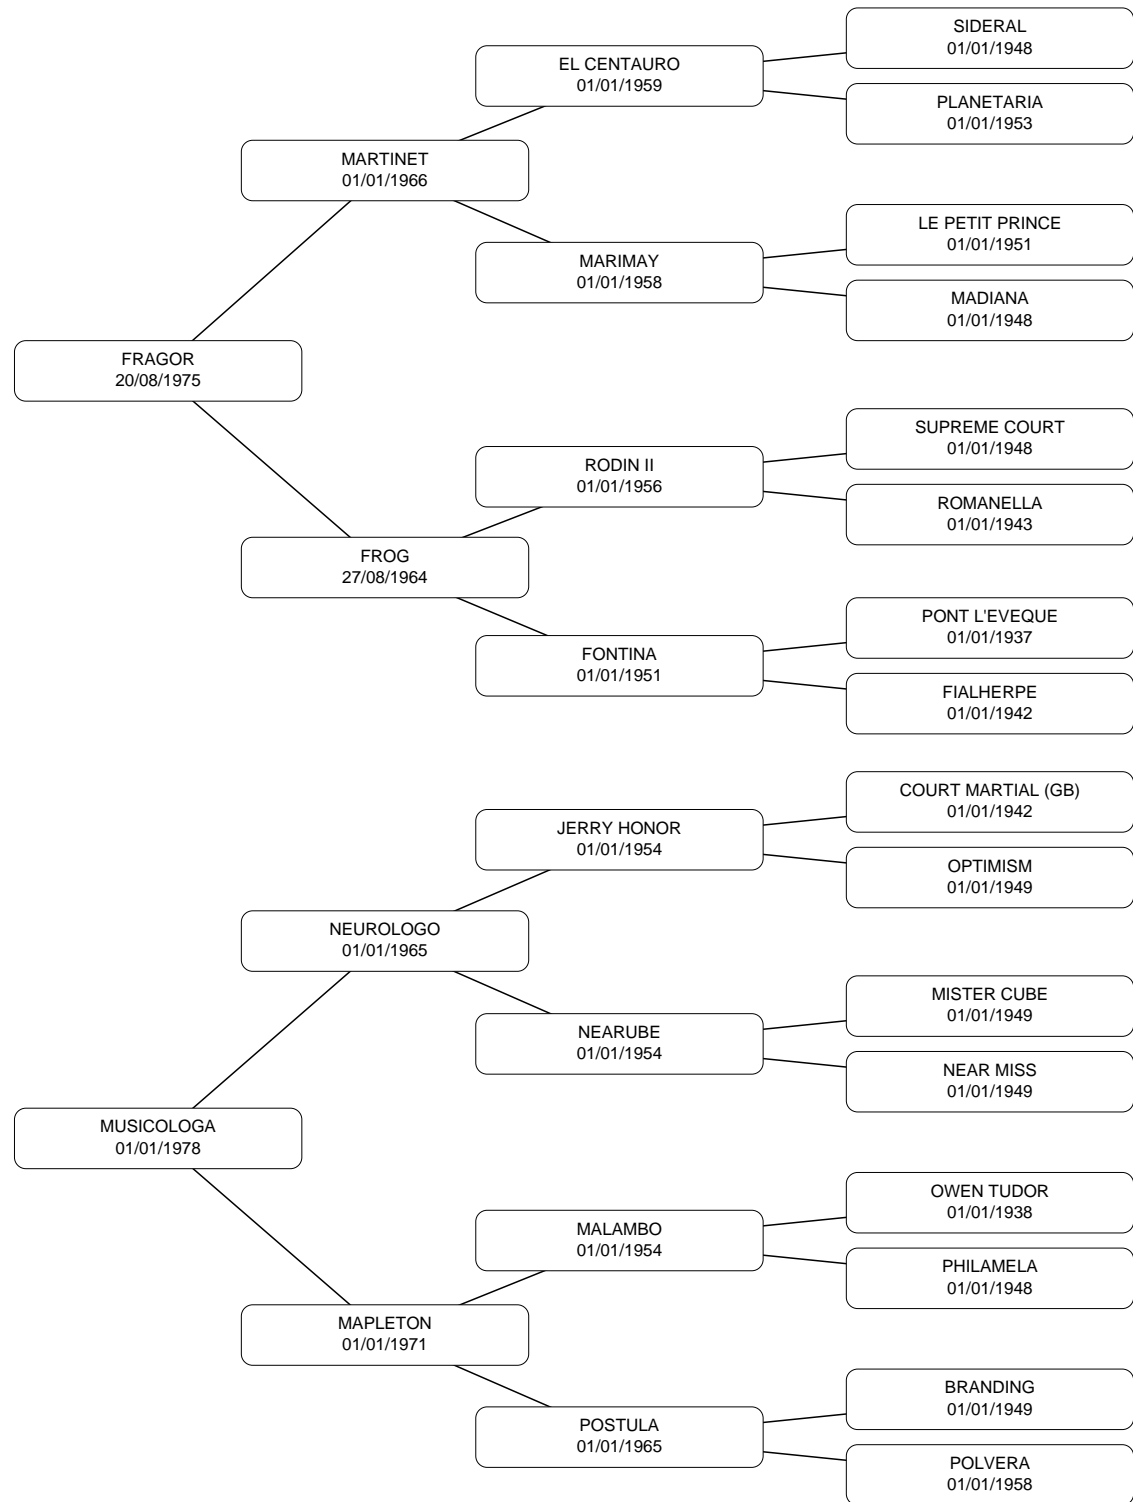 SIDERAL
01/01/1948
EL CENTAURO
01/01/1959
PLANETARIA
01/01/1953
MARTINET
01/01/1966
LE PETIT PRINCE
01/01/1951
MARIMAY
01/01/1958
MADIANA
01/01/1948
FRAGOR
20/08/1975
SUPREME COURT
01/01/1948
RODIN II
01/01/1956
ROMANELLA
01/01/1943
FROG
27/08/1964
PONT L'EVEQUE
01/01/1937
FONTINA
01/01/1951
FIALHERPE
01/01/1942
COURT MARTIAL (GB)
01/01/1942
JERRY HONOR
01/01/1954
OPTIMISM
01/01/1949
NEUROLOGO
01/01/1965
MISTER CUBE
01/01/1949
NEARUBE
01/01/1954
NEAR MISS
01/01/1949
MUSICOLOGA
01/01/1978
OWEN TUDOR
01/01/1938
MALAMBO
01/01/1954
PHILAMELA
01/01/1948
MAPLETON
01/01/1971
BRANDING
01/01/1949
POSTULA
01/01/1965
POLVERA
01/01/1958